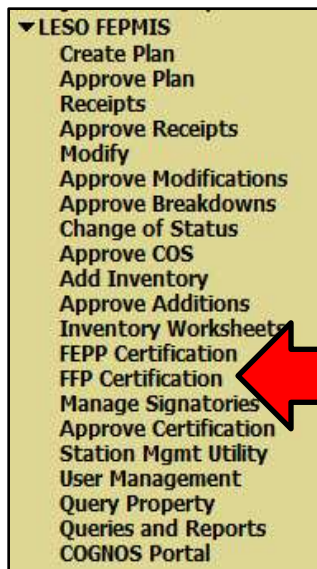 LESO FEPMIS
Create Plan
Approve Plan
Receipts
Approve Receipts
Modify
Approve Modifications
Approve Breakdowns
Change of Status
Approve COS
Add Inventory
Approve Additions
Inventory Worksheets
FEPP Certification
FFP Certification
Manage Signatories
Approve Certification
Station Mgmt Utility
User Management
Query Property
Queries and Reports
COGNOS Portal